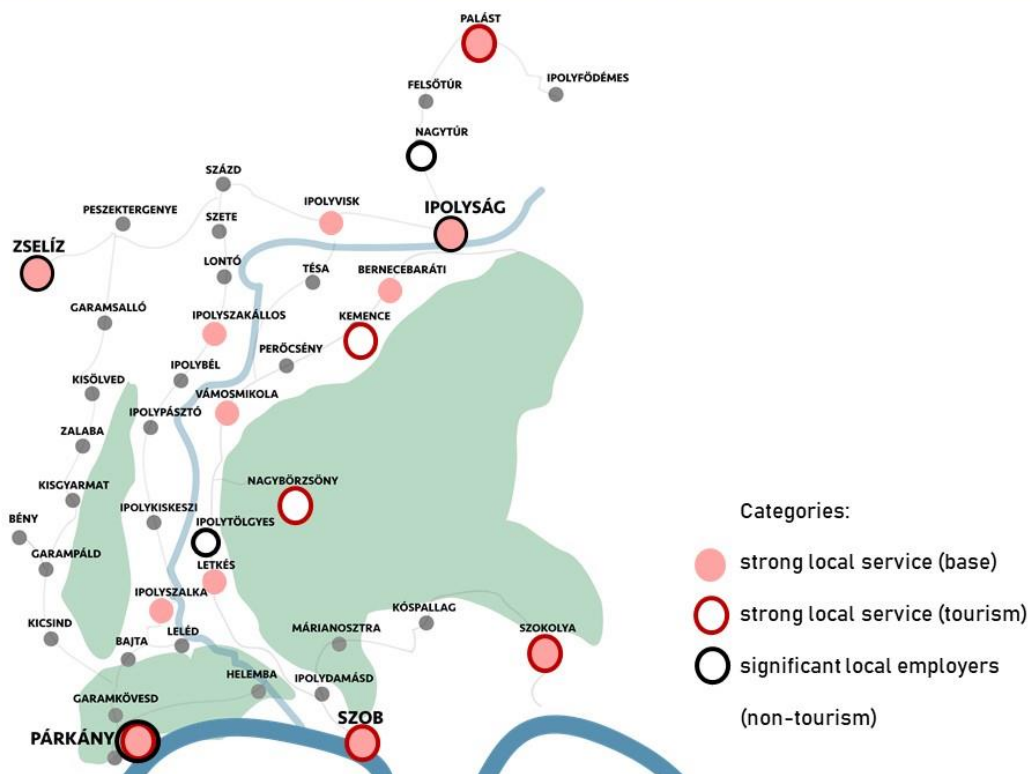 PALÁST
IPOLYFÖDÉMES
FELSŐTÚR
NAGYTÚR
SZÁZD
IPOLYVISK
IPOLYSÁG
PESZEKTERGENYE
SZETE
ZSELÍZ
LONTÓ
TÉSA
BERNECEBARÁTI
GARAMSALLÓ
IPOLYSZAKÁLLOS
KEMENCE
PERŐCSÉNY
IPOLYBÉL
KISÖLVED
VÁMOSMIKOLA
IPOLYPÁSZTÓ
ZALABA
KISGYARMAT
NAGYBÖRZSÖNY
IPOLYKISKESZI
BÉNY
IPOLYTÖLGYES
GARAMPÁLD
LETKÉS
IPOLYSZALKA
KICSIND
KÓSPALLAG
BAJTA
LELÉD
MÁRIANOSZTRA
SZOKOLYA
HELEMBA
IPOLYDAMÁSD
GARAMKÖVESD
PÁRKÁNY
SZOB
Categories:
strong local service (base)
strong local service (tourism)
significant local employers
(non-tourism)